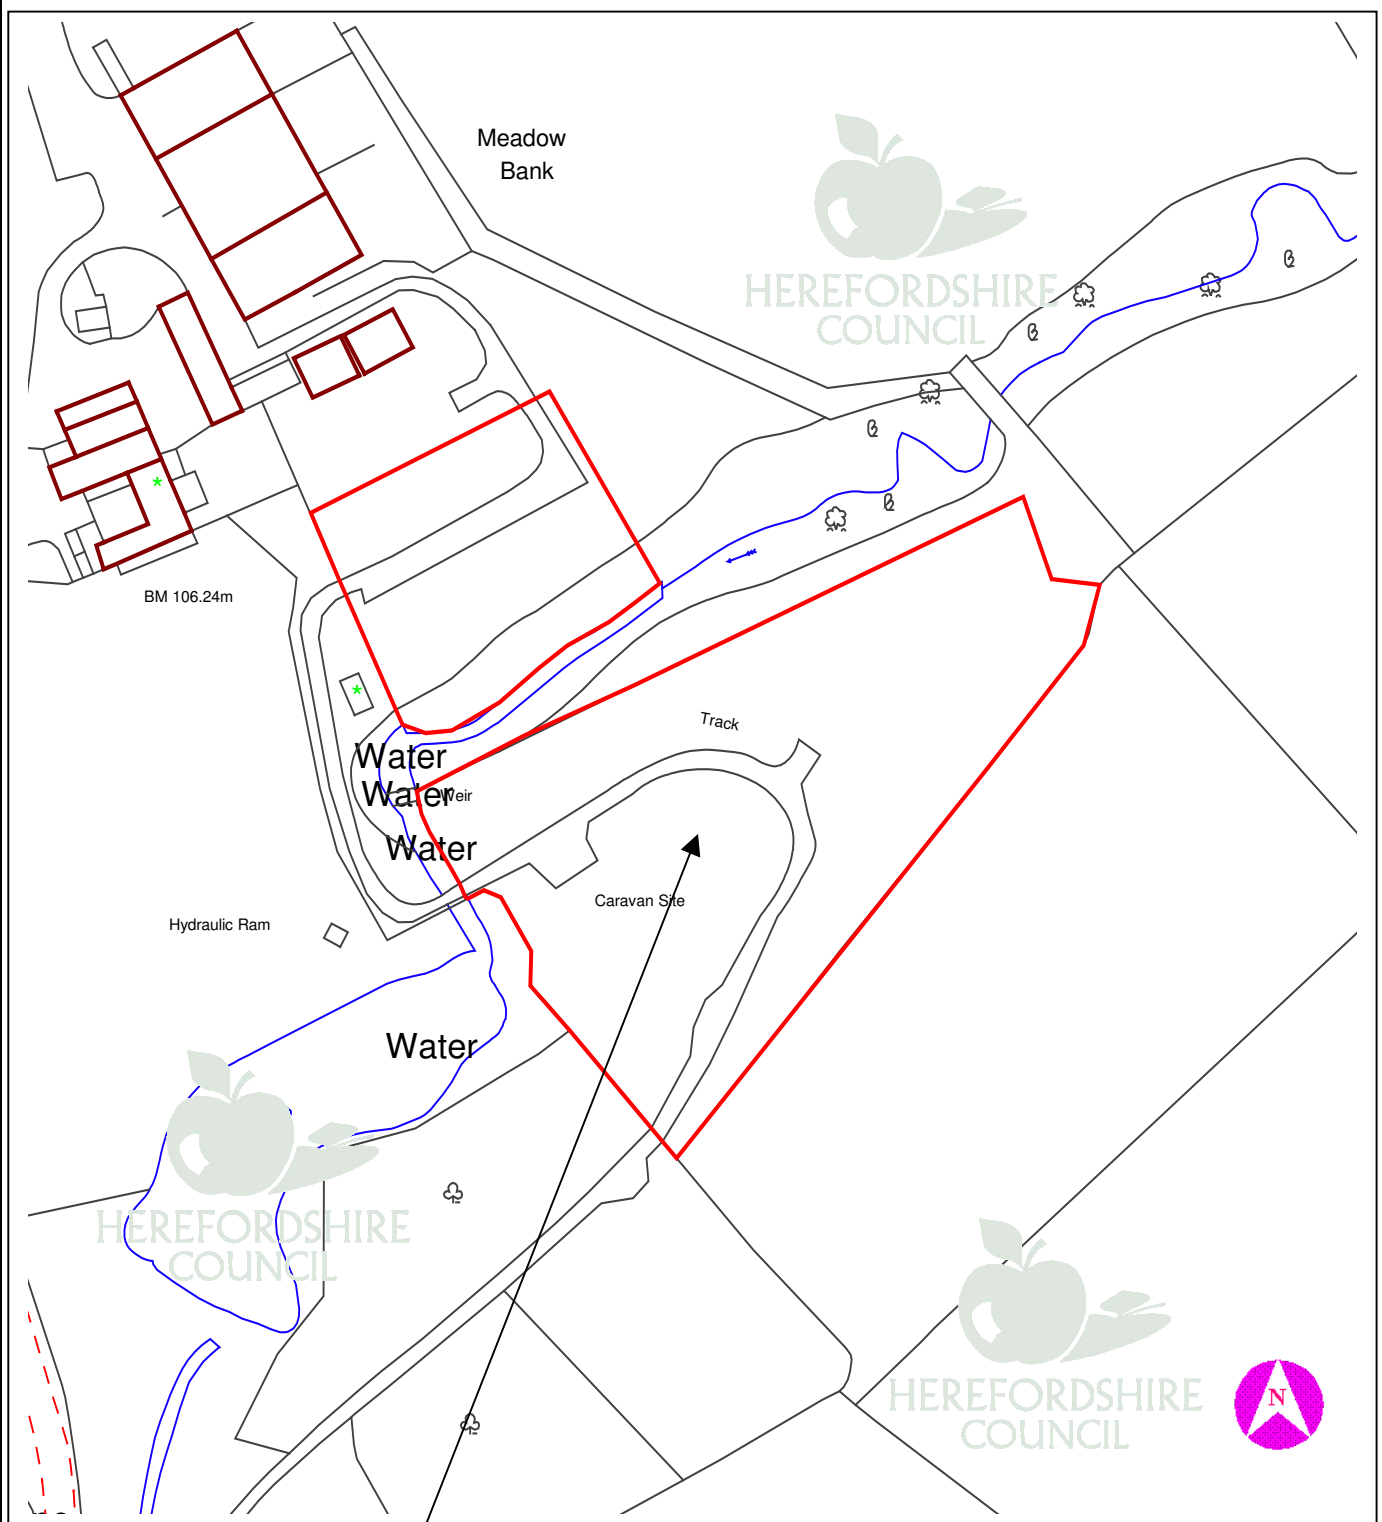 Meadow
Bank
HEREFORDSHIRE
COUNCIL
BM 106.24m
Track
Water
Water
Weir
Water
Caravan Site
Hydraulic Ram
Water
HEREFORDSHIRE
COUNCIL
HEREFORDSHIRE
COUNCIL
N